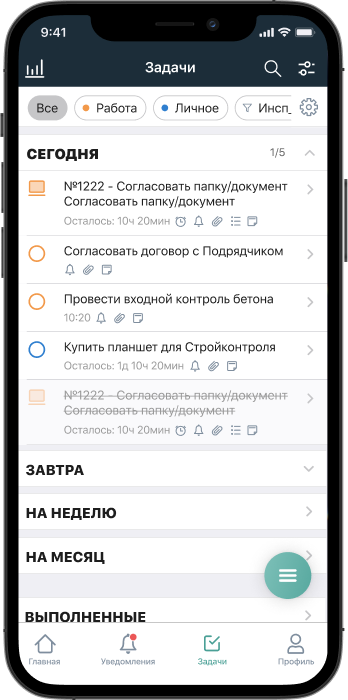 9:41
Задачи
Все
Работа
Личное
Инсп_
СЕГОДНЯ
1/5
№1222 - Согласовать папку/документ
Согласовать папку/документ
Осталось: 10ч 20мин
Согласовать договор с Подрядчиком
Провести входной контроль бетона
10:20
Купить планшет для Стройконтроля
Осталось: 1д 10ч 20мин
№1222 - Согласовать папку/документ
Согласовать папку/документ
Осталось: 10ч 20мин
ЗАВТРА
НА НЕДЕЛЮ
НА МЕСЯЦ
ВЫПОЛНЕННЫЕ
Главная
Уведомления
Задачи
Профиль